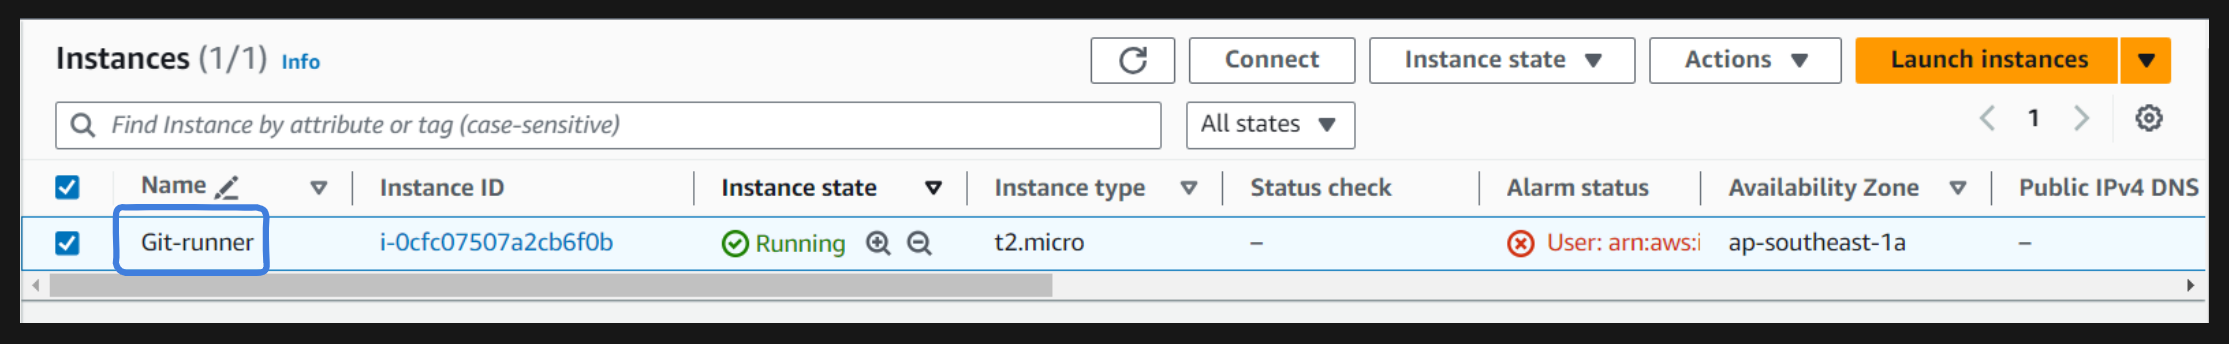 Instances (1/1) Info Connect Instance state Actions Launch instances
Find Instance by attribute or tag (case-sensitive) All states 1
Name Instance ID Instance state Instance type Status check Alarm status Availability Zone Public IPv4 DNS
Git-runner i-0cfc07507a2cb6f0b Running t2.micro – User: arn:aws:i ap-southeast-1a –